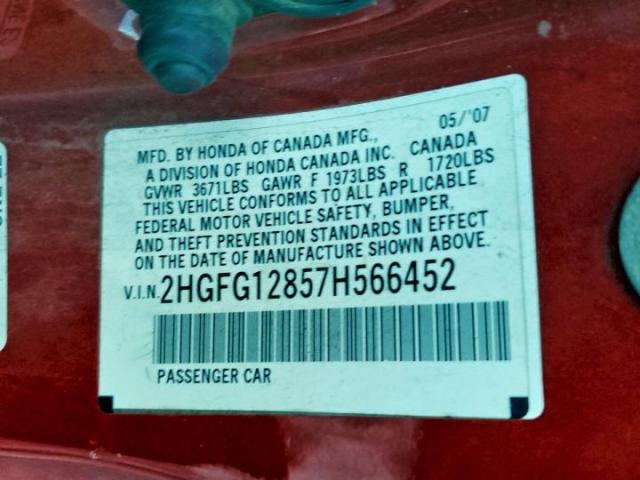 05/'07
MFD. BY HONDA OF CANADA MFG.,
A DIVISION OF HONDA CANADA INC. CANADA
GVWR 3671LBS GAWR F 1973LBS R 1720LBS
THIS VEHICLE CONFORMS TO ALL APPLICABLE
FEDERAL MOTOR VEHICLE SAFETY, BUMPER,
AND THEFT PREVENTION STANDARDS IN EFFECT
ON THE DATE OF MANUFACTURE SHOWN ABOVE.
V.I.N. 2HGFG12857H566452
PASSENGER CAR